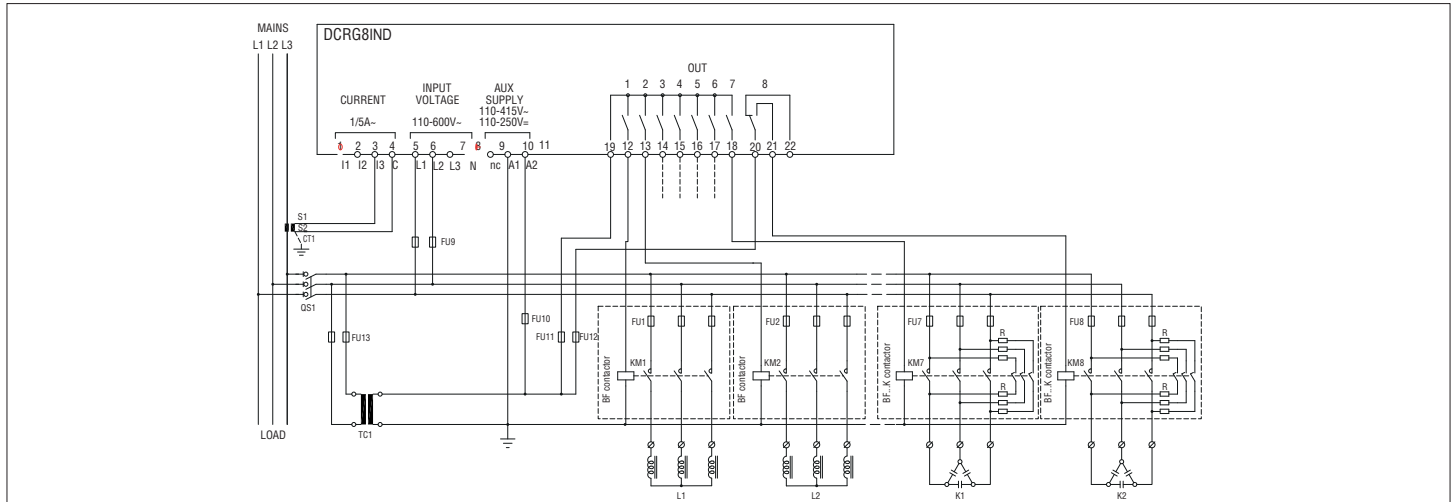 MAINS
L1 L2 L3
DCRG8IND
OUT
1 2 3 4 5 6 7 8
CURRENT
1/5A~
INPUT
VOLTAGE
110-600V~
AUX
SUPPLY
110-415V~
110-250V=
1 2 3 4 5 6 7 8 9 10 11 19 12 13 14 15 16 17 18 20 21 22
I1 I2 I3 C L1 L2 L3 N nc A1 A2
S1
S2
CT1
FU9
QS1
FU13
FU10
FU11
FU12
TC1
LOAD
BF contactor
FU1
KM1
L1
BF contactor
FU2
KM2
L2
BF...K contactor
FU7
KM7
R
R
K1
BF...K contactor
FU8
KM8
R
R
K2